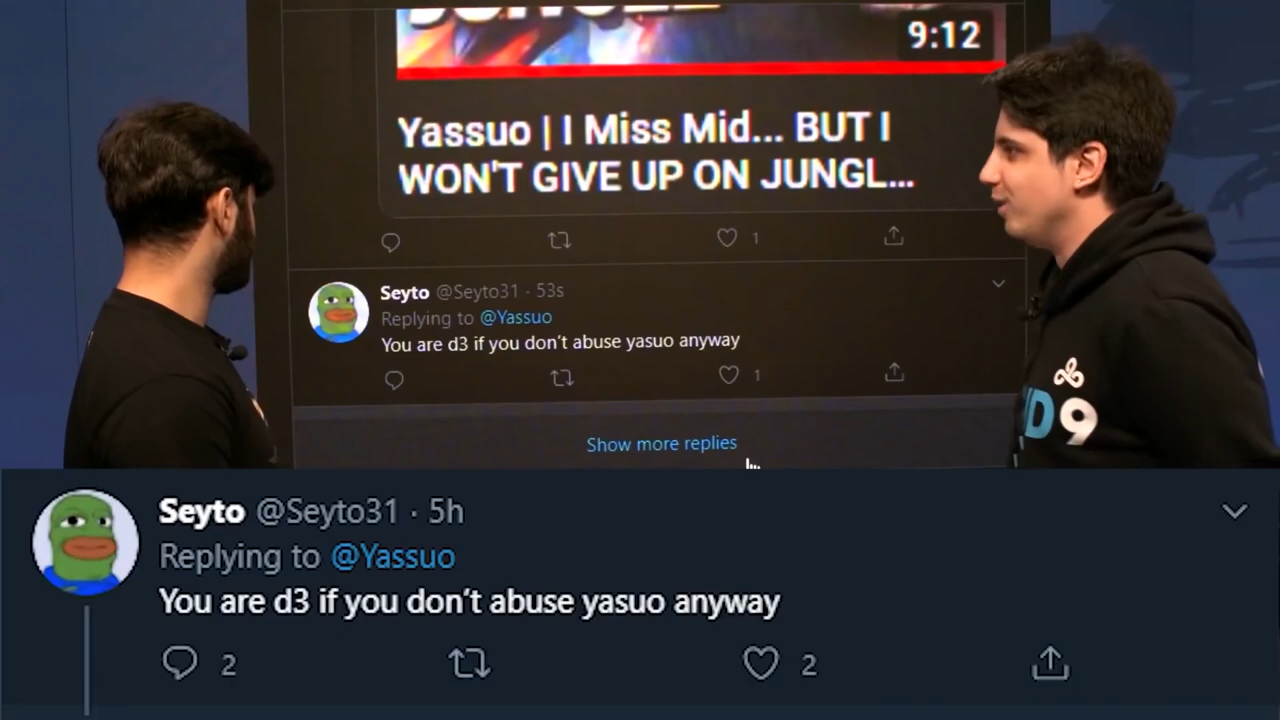 9:12
Yassuo | I Miss Mid... BUT I
WON'T GIVE UP ON JUNGL...
1
Seyto @Seyto31 · 53s
Replying to @Yassuo
You are d3 if you don't abuse yasuo anyway
1
Show more replies
D9
Seyto @Seyto31 · 5h
Replying to @Yassuo
You are d3 if you don't abuse yasuo anyway
2 2